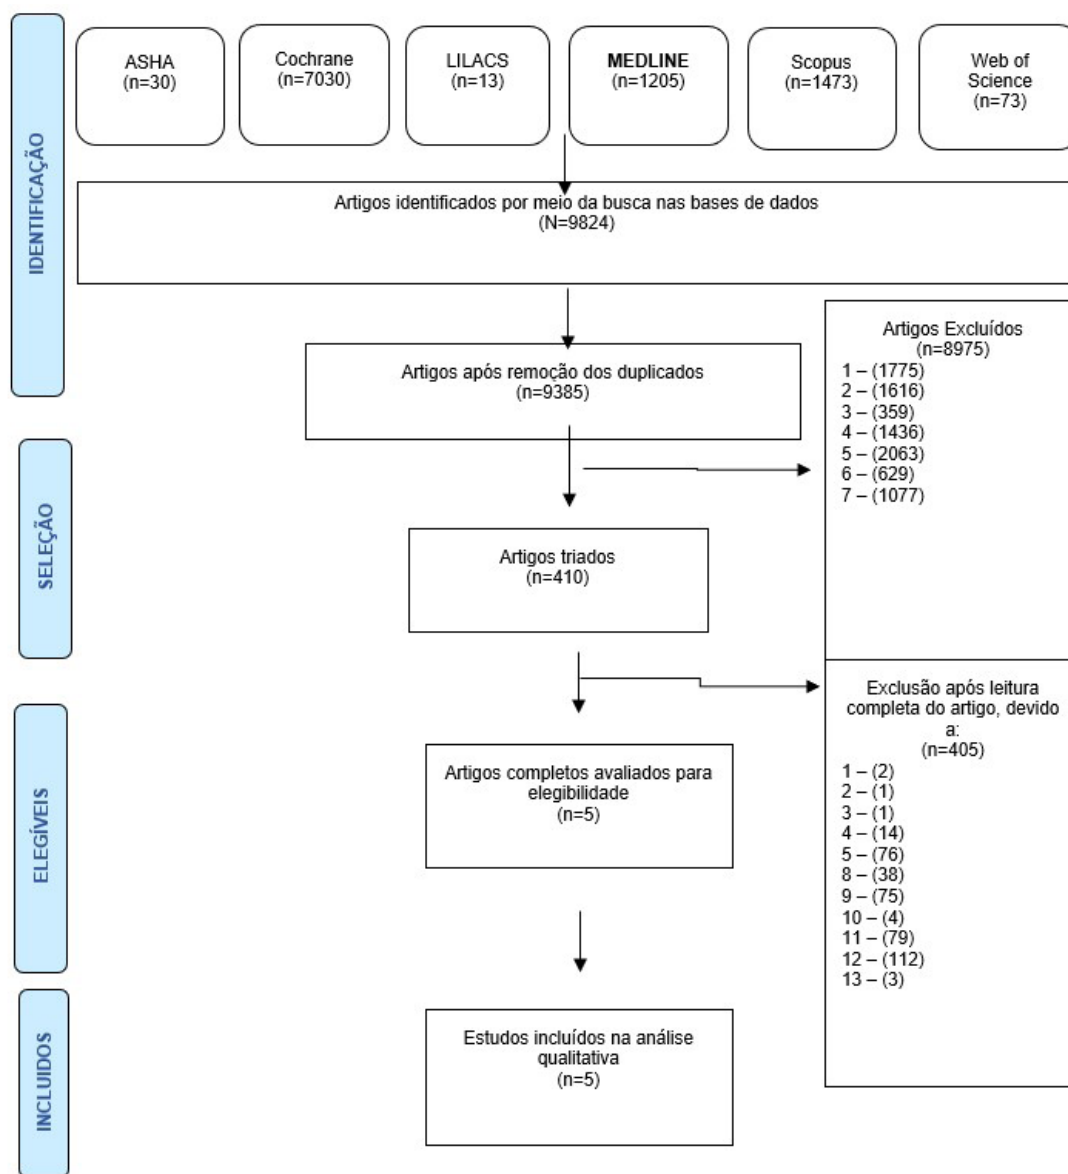 IDENTIFICAÇÃO
ASHA
(n=30)
Cochrane
(n=7030)
LILACS
(n=13)
MEDLINE
(n=1205)
Scopus
(n=1473)
Web of
Science
(n=73)
Artigos identificados por meio da busca nas bases de dados
(N=9824)
Artigos após remoção dos duplicados
(n=9385)
Artigos Excluídos
(n=8975)
1 – (1775)
2 – (1616)
3 – (359)
4 – (1436)
5 – (2063)
6 – (629)
7 – (1077)
SELEÇÃO
Artigos triados
(n=410)
Exclusão após leitura
completa do artigo, devido
a:
(n=405)
1 – (2)
2 – (1)
3 – (1)
4 – (14)
5 – (76)
8 – (38)
9 – (75)
10 – (4)
11 – (79)
12 – (112)
13 – (3)
ELEGÍVEIS
Artigos completos avaliados para
elegibilidade
(n=5)
INCLUIDOS
Estudos incluídos na análise
qualitativa
(n=5)